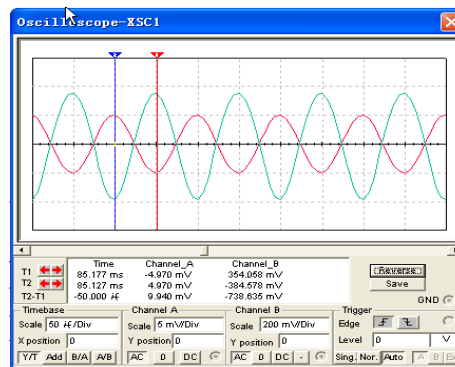 Oscilloscope-XSC1
Time Channel_A Channel_B
T1 85.177 ms -4.970 mV 354.058 mV
T2 85.127 ms 4.970 mV -384.578 mV
T2-T1 -50.000 9.940 mV -738.635 mV
Reverse
Save
GND
Timebase Channel A Channel B Trigger
Scale 50 /Div Scale 5 mV/Div Scale 200 mV/Div Edge
X position 0 Y position 0 Y position 0 Level 0 V
Y/T Add B/A A/B AC 0 DC AC 0 DC - Sing. Nor. Auto A B